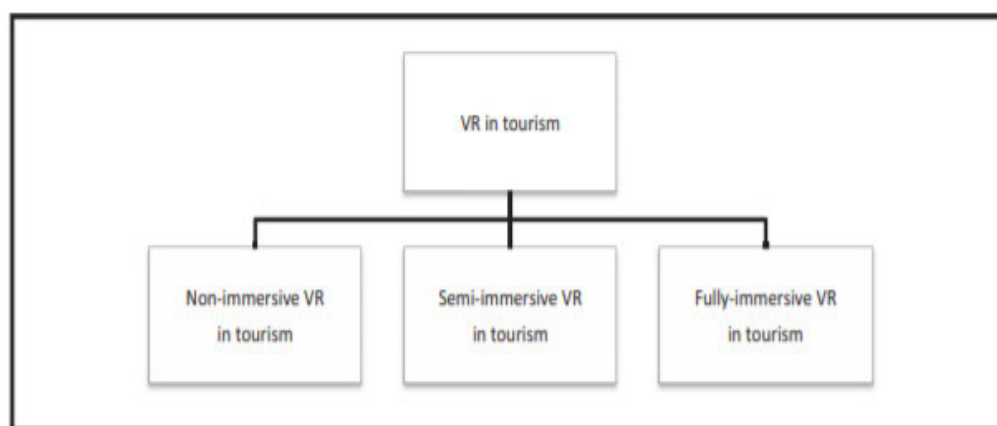 VR in tourism
Non-immersive VR
in tourism
Semi-immersive VR
in tourism
Fully-immersive VR
in tourism